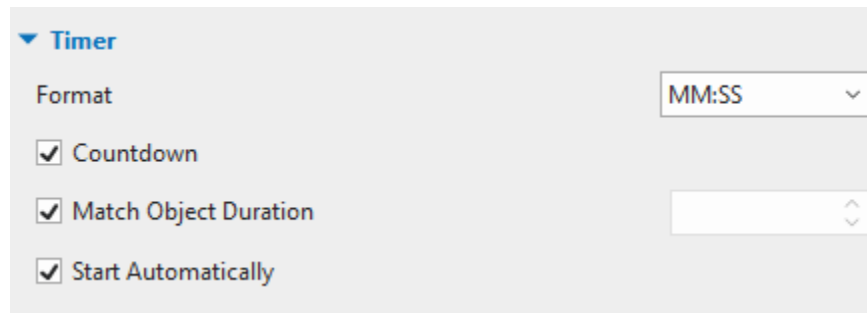 Timer
Format MM:SS
Countdown
Match Object Duration
Start Automatically